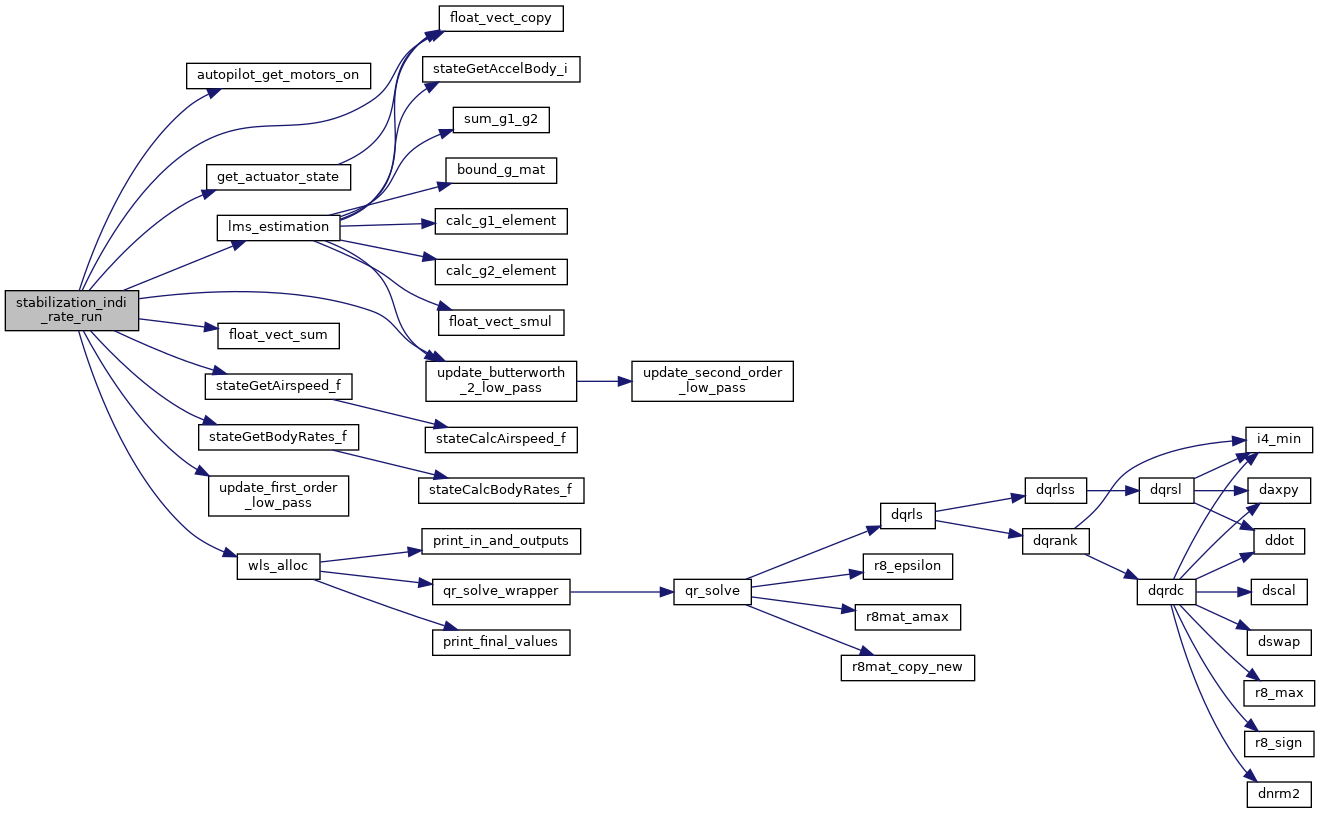 float_vect_copy
stateGetAccelBody_i
autopilot_get_motors_on
sum_g1_g2
bound_g_mat
get_actuator_state
calc_g1_element
lms_estimation
calc_g2_element
stabilization_indi
_rate_run
float_vect_smul
float_vect_sum
update_butterworth
_2_low_pass
update_second_order
_low_pass
stateGetAirspeed_f
stateCalcAirspeed_f
stateGetBodyRates_f
i4_min
stateCalcBodyRates_f
dqrlss
dqrsl
daxpy
update_first_order
_low_pass
dqrls
print_in_and_outputs
dqrank
ddot
wls_alloc
r8_epsilon
qr_solve_wrapper
qr_solve
dqrdc
dscal
r8mat_amax
print_final_values
dswap
r8mat_copy_new
r8_max
r8_sign
dnrm2